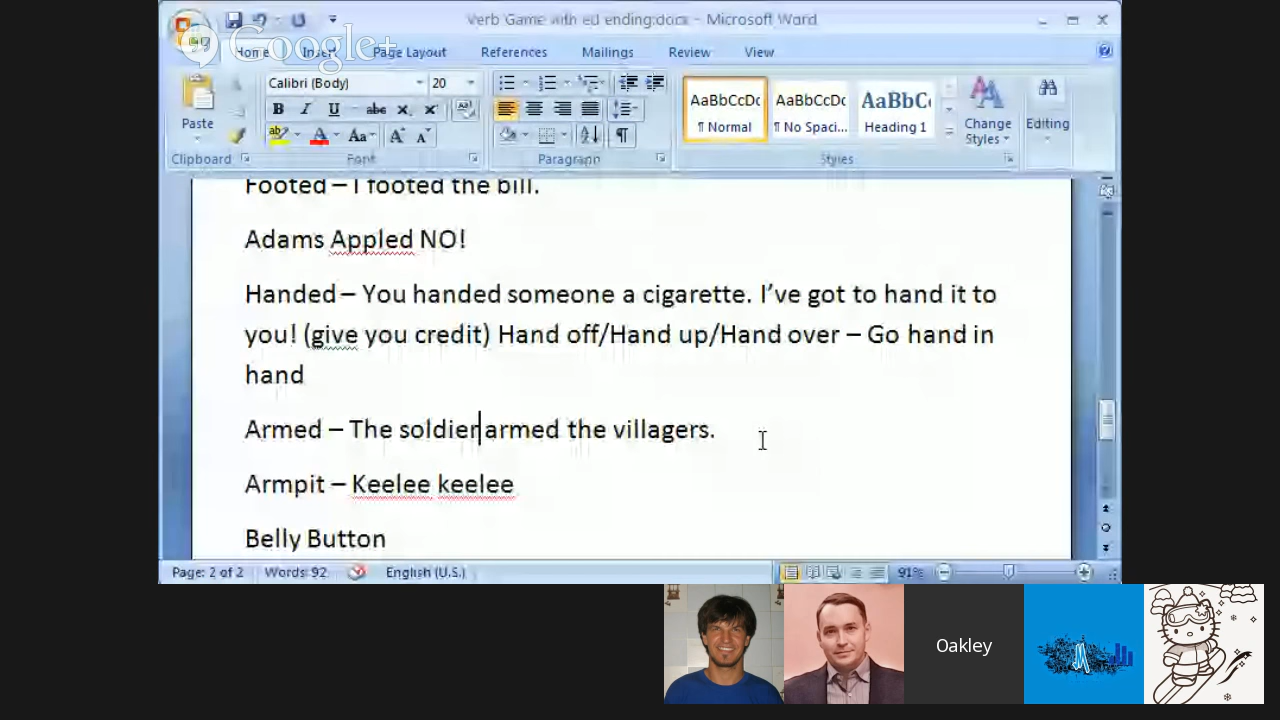 Verb Game with ed ending.docx - Microsoft Word
Google+
Home Insert Page Layout References Mailings Review View
Calibri (Body) 20
AaBbCcDc AaBbCcDc AaBbC
Paste B I U abc x x Aa A A
¶ Normal ¶ No Spaci... Heading 1 Change Styles Editing
Clipboard Font Paragraph Styles
Footed – I footed the bill.
Adams Appled NO!
Handed – You handed someone a cigarette. I’ve got to hand it to
you! (give you credit) Hand off/Hand up/Hand over – Go hand in
hand
Armed – The soldier armed the villagers.
Armpit – Keelee keelee
Belly Button
Page: 2 of 2 Words: 92 English (U.S.) 91%
Oakley